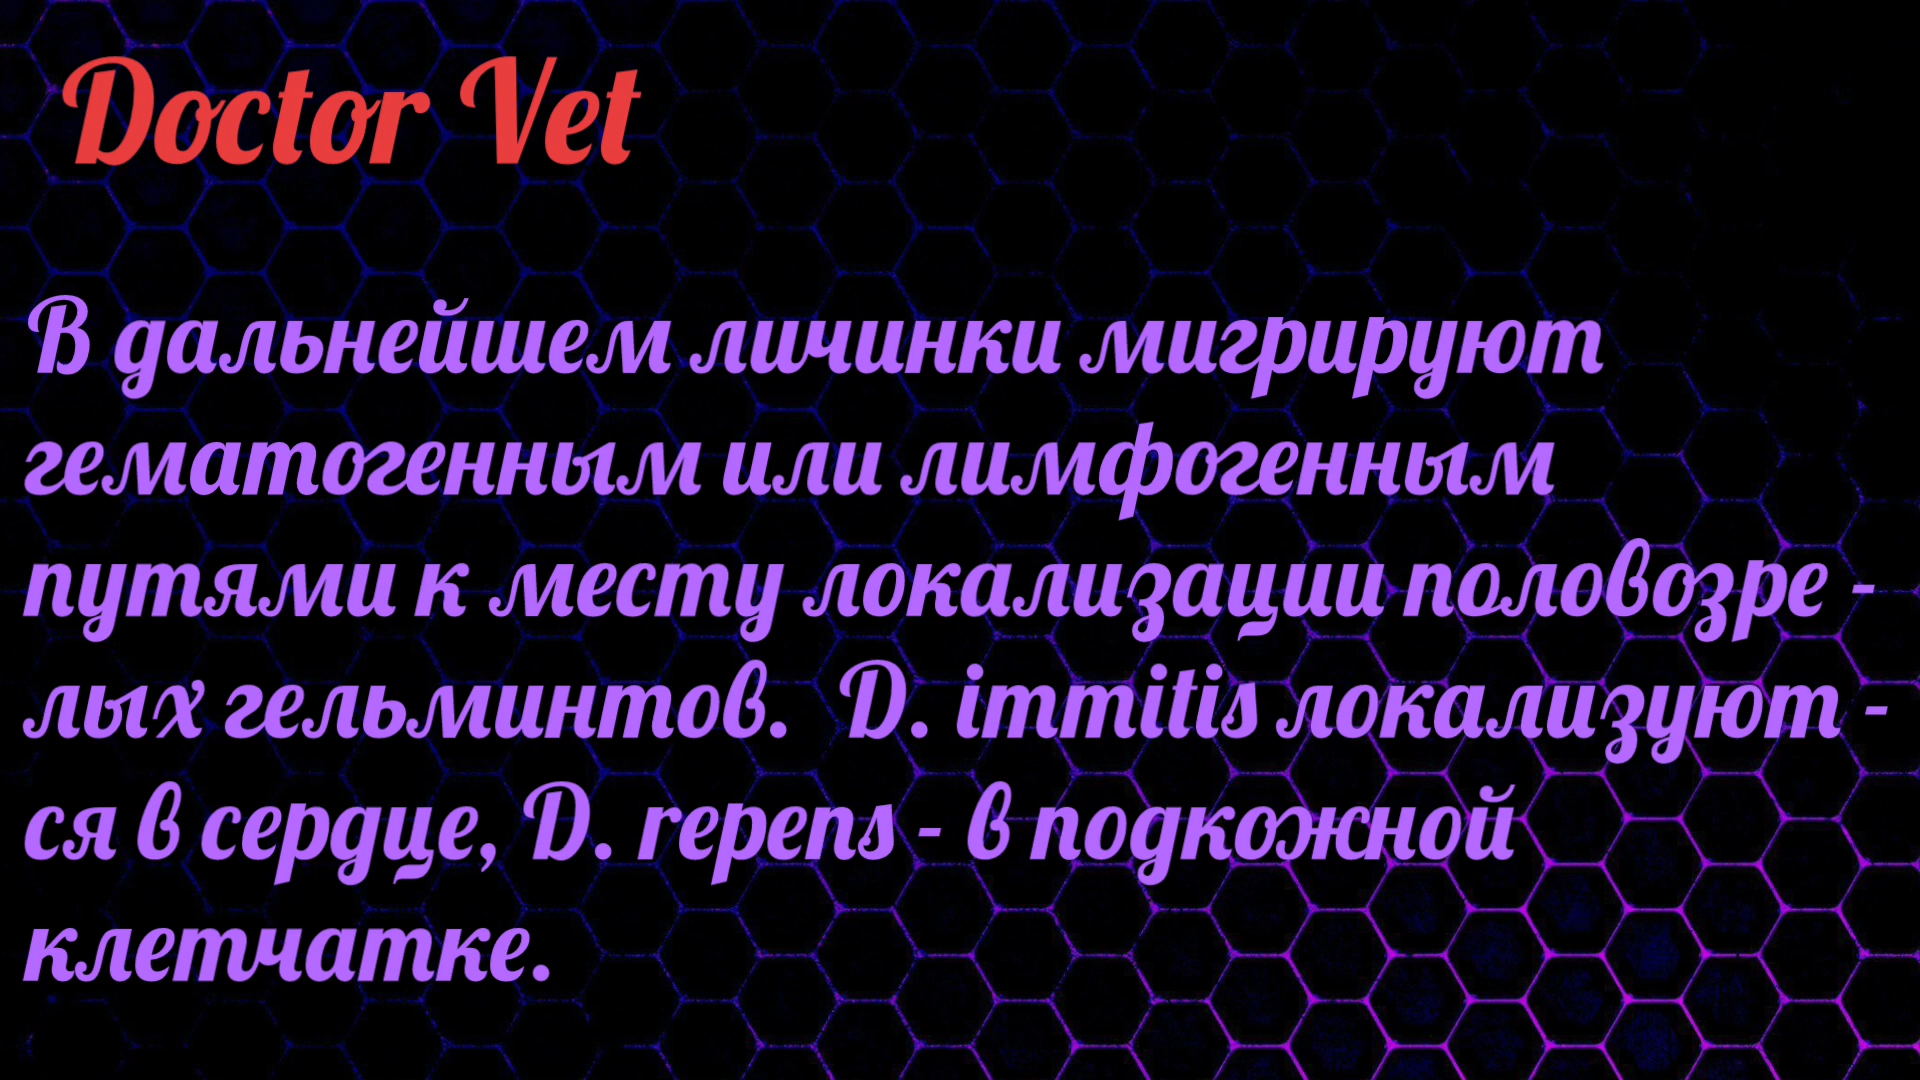 Doctor Vet
В дальнейшем личинки мигрируют
гематогенным или лимфогенным
путями к месту локализации половозре -
лых гельминтов. D. immitis локализуют -
ся в сердце, D. repens - в подкожной
клетчатке.